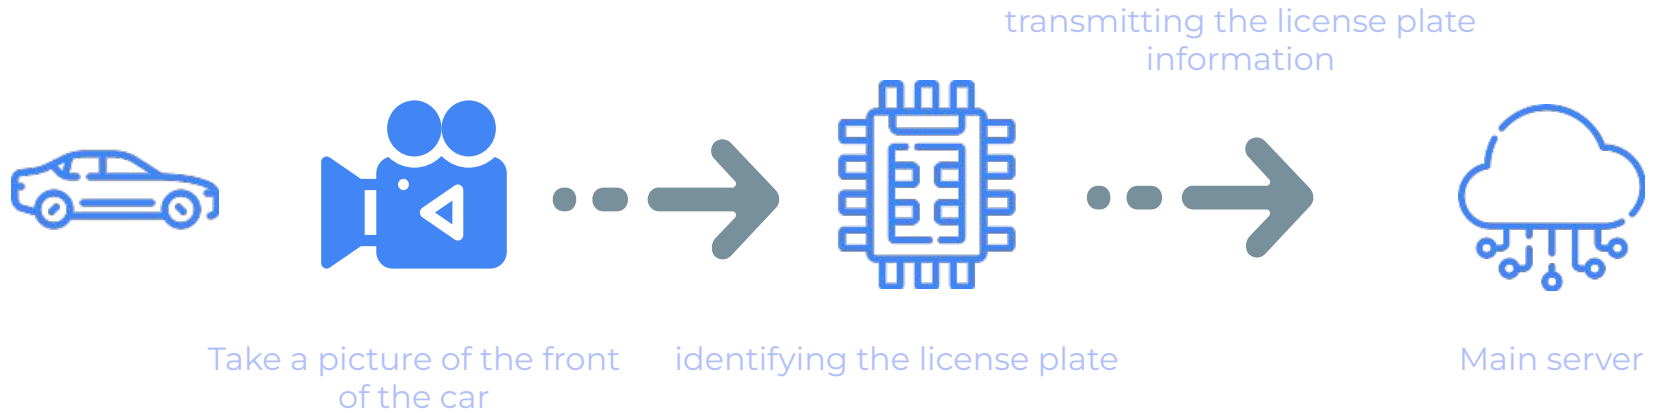 transmitting the license plate
information
Take a picture of the front
of the car
identifying the license plate
Main server